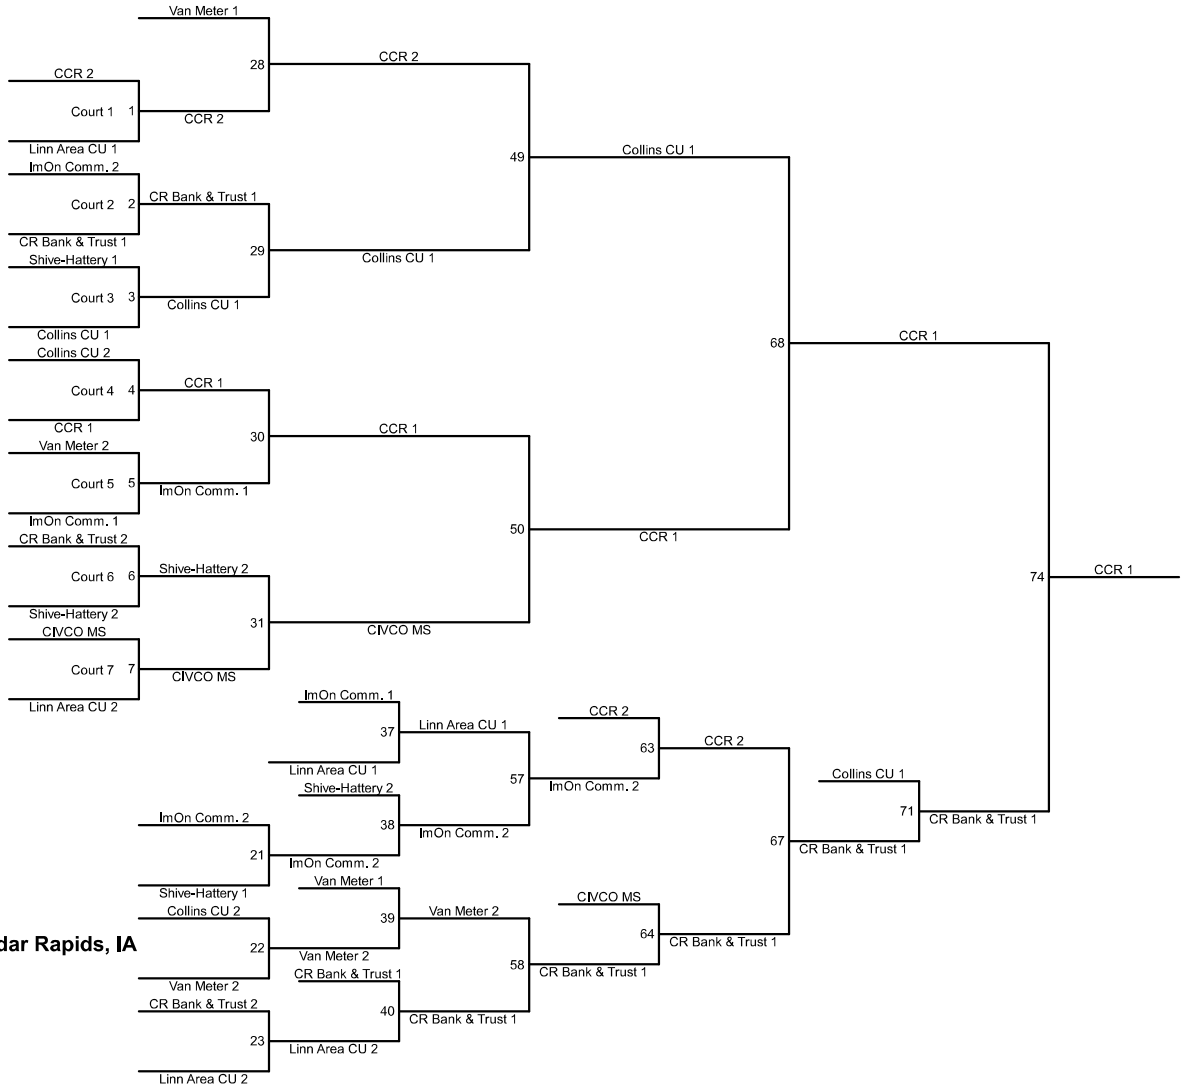 Van Meter 1
28
CCR 2
CCR 2
Court 1 1
CCR 2
Linn Area CU 1
49
Collins CU 1
ImOn Comm. 2
Court 2 2
CR Bank & Trust 1
CR Bank & Trust 1
29
Collins CU 1
Shive-Hattery 1
Court 3 3
Collins CU 1
Collins CU 1
68
CCR 1
Collins CU 2
Court 4 4
CCR 1
CCR 1
30
CCR 1
Van Meter 2
Court 5 5
ImOn Comm. 1
ImOn Comm. 1
50
CCR 1
CR Bank & Trust 2
Court 6 6
Shive-Hattery 2
Shive-Hattery 2
74
CCR 1
31
CIVCO MS
CIVCO MS
Court 7 7
CIVCO MS
Linn Area CU 2
ImOn Comm. 1
37
Linn Area CU 1
Linn Area CU 1
CCR 2
63
CCR 2
57
ImOn Comm. 2
Collins CU 1
71
CR Bank & Trust 1
Shive-Hattery 2
38
ImOn Comm. 2
ImOn Comm. 2
21
ImOn Comm. 2
Shive-Hattery 1
67
CR Bank & Trust 1
Van Meter 1
39
Van Meter 2
CIVCO MS
64
CR Bank & Trust 1
Collins CU 2
dar Rapids, IA
22
Van Meter 2
Van Meter 2
58
CR Bank & Trust 1
CR Bank & Trust 1
40
CR Bank & Trust 1
CR Bank & Trust 2
23
Linn Area CU 2
Linn Area CU 2